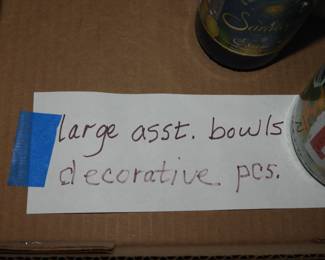 large asst. bowls
decorative pcs.